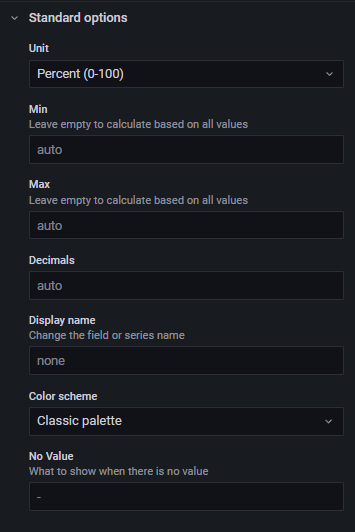 Standard options
Unit
Percent (0-100)
Min
Leave empty to calculate based on all values
auto
Max
Leave empty to calculate based on all values
auto
Decimals
auto
Display name
Change the field or series name
none
Color scheme
Classic palette
No Value
What to show when there is no value
-